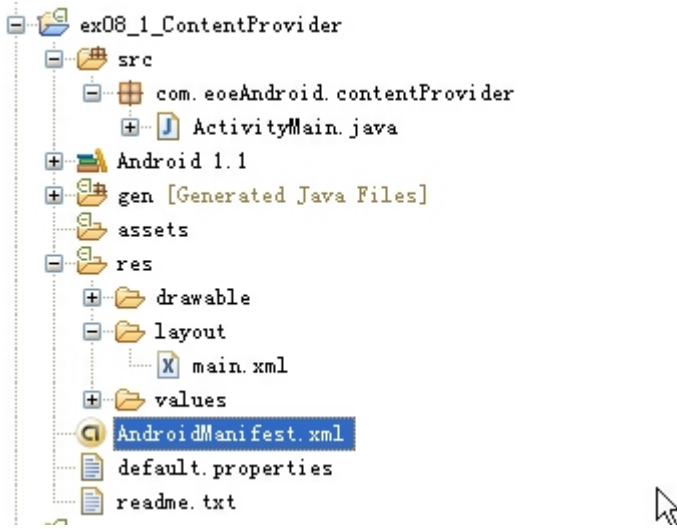 ex08_1_ContentProvider
src
com.eoeAndroid.contentProvider
ActivityMain.java
Android 1.1
gen [Generated Java Files]
assets
res
drawable
layout
main.xml
values
AndroidManifest.xml
default.properties
readme.txt